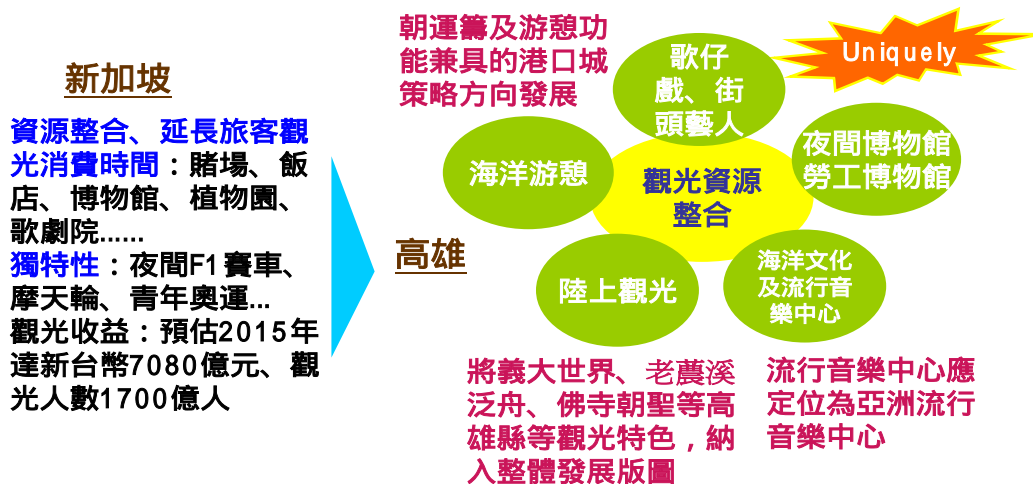 新加坡
資源整合、延長旅客觀
光消費時間：賭場、飯
店、博物館、植物園、
歌劇院......
獨特性：夜間F1賽車、
摩天輪、青年奧運...
觀光收益：預估2015年
達新台幣7080億元、觀
光人數1700億人
高雄
朝運籌及游憩功
能兼具的港口城
策略方向發展
Uniquely
歌仔
戲、街
頭藝人
海洋游憩
夜間博物館
勞工博物館
觀光資源
整合
陸上觀光
海洋文化
及流行音
樂中心
將義大世界、老農溪
泛舟、佛寺朝聖等高
雄縣等觀光特色，納
入整體發展版圖
流行音樂中心應
定位為亞洲流行
音樂中心